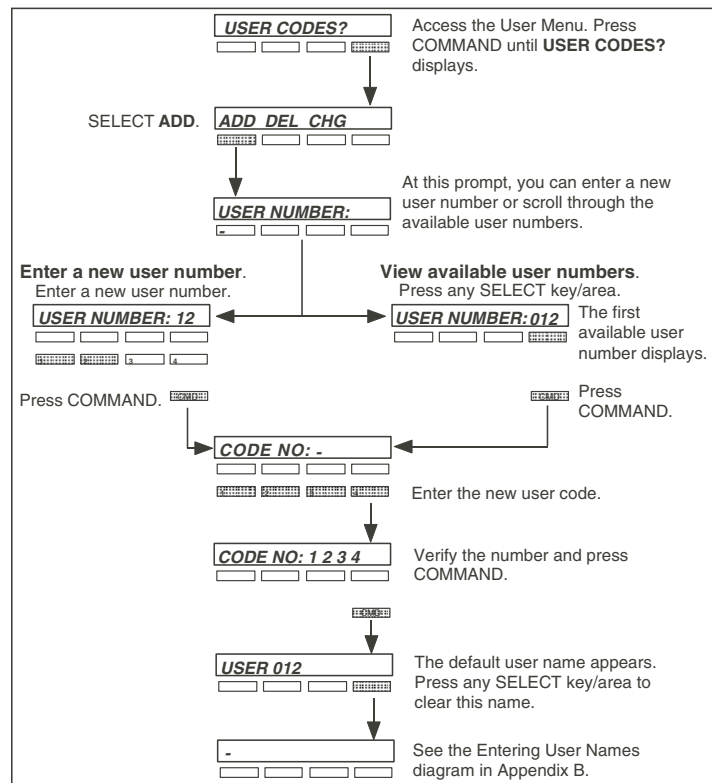 USER CODES?
Access the User Menu. Press
COMMAND until USER CODES?
displays.
SELECT ADD.
ADD DEL CHG
At this prompt, you can enter a new
user number or scroll through the
available user numbers.
USER NUMBER:
-
Enter a new user number.
Enter a new user number.
USER NUMBER: 12
1 2 3 4
View available user numbers.
Press any SELECT key/area.
USER NUMBER: 012
The first
available user
number displays.
Press COMMAND.
CMD
CMD
Press
COMMAND.
CODE NO: -
1 2 3 4
Enter the new user code.
CODE NO: 1 2 3 4
Verify the number and press
COMMAND.
CMD
USER 012
The default user name appears.
Press any SELECT key/area to
clear this name.
-
See the Entering User Names
diagram in Appendix B.